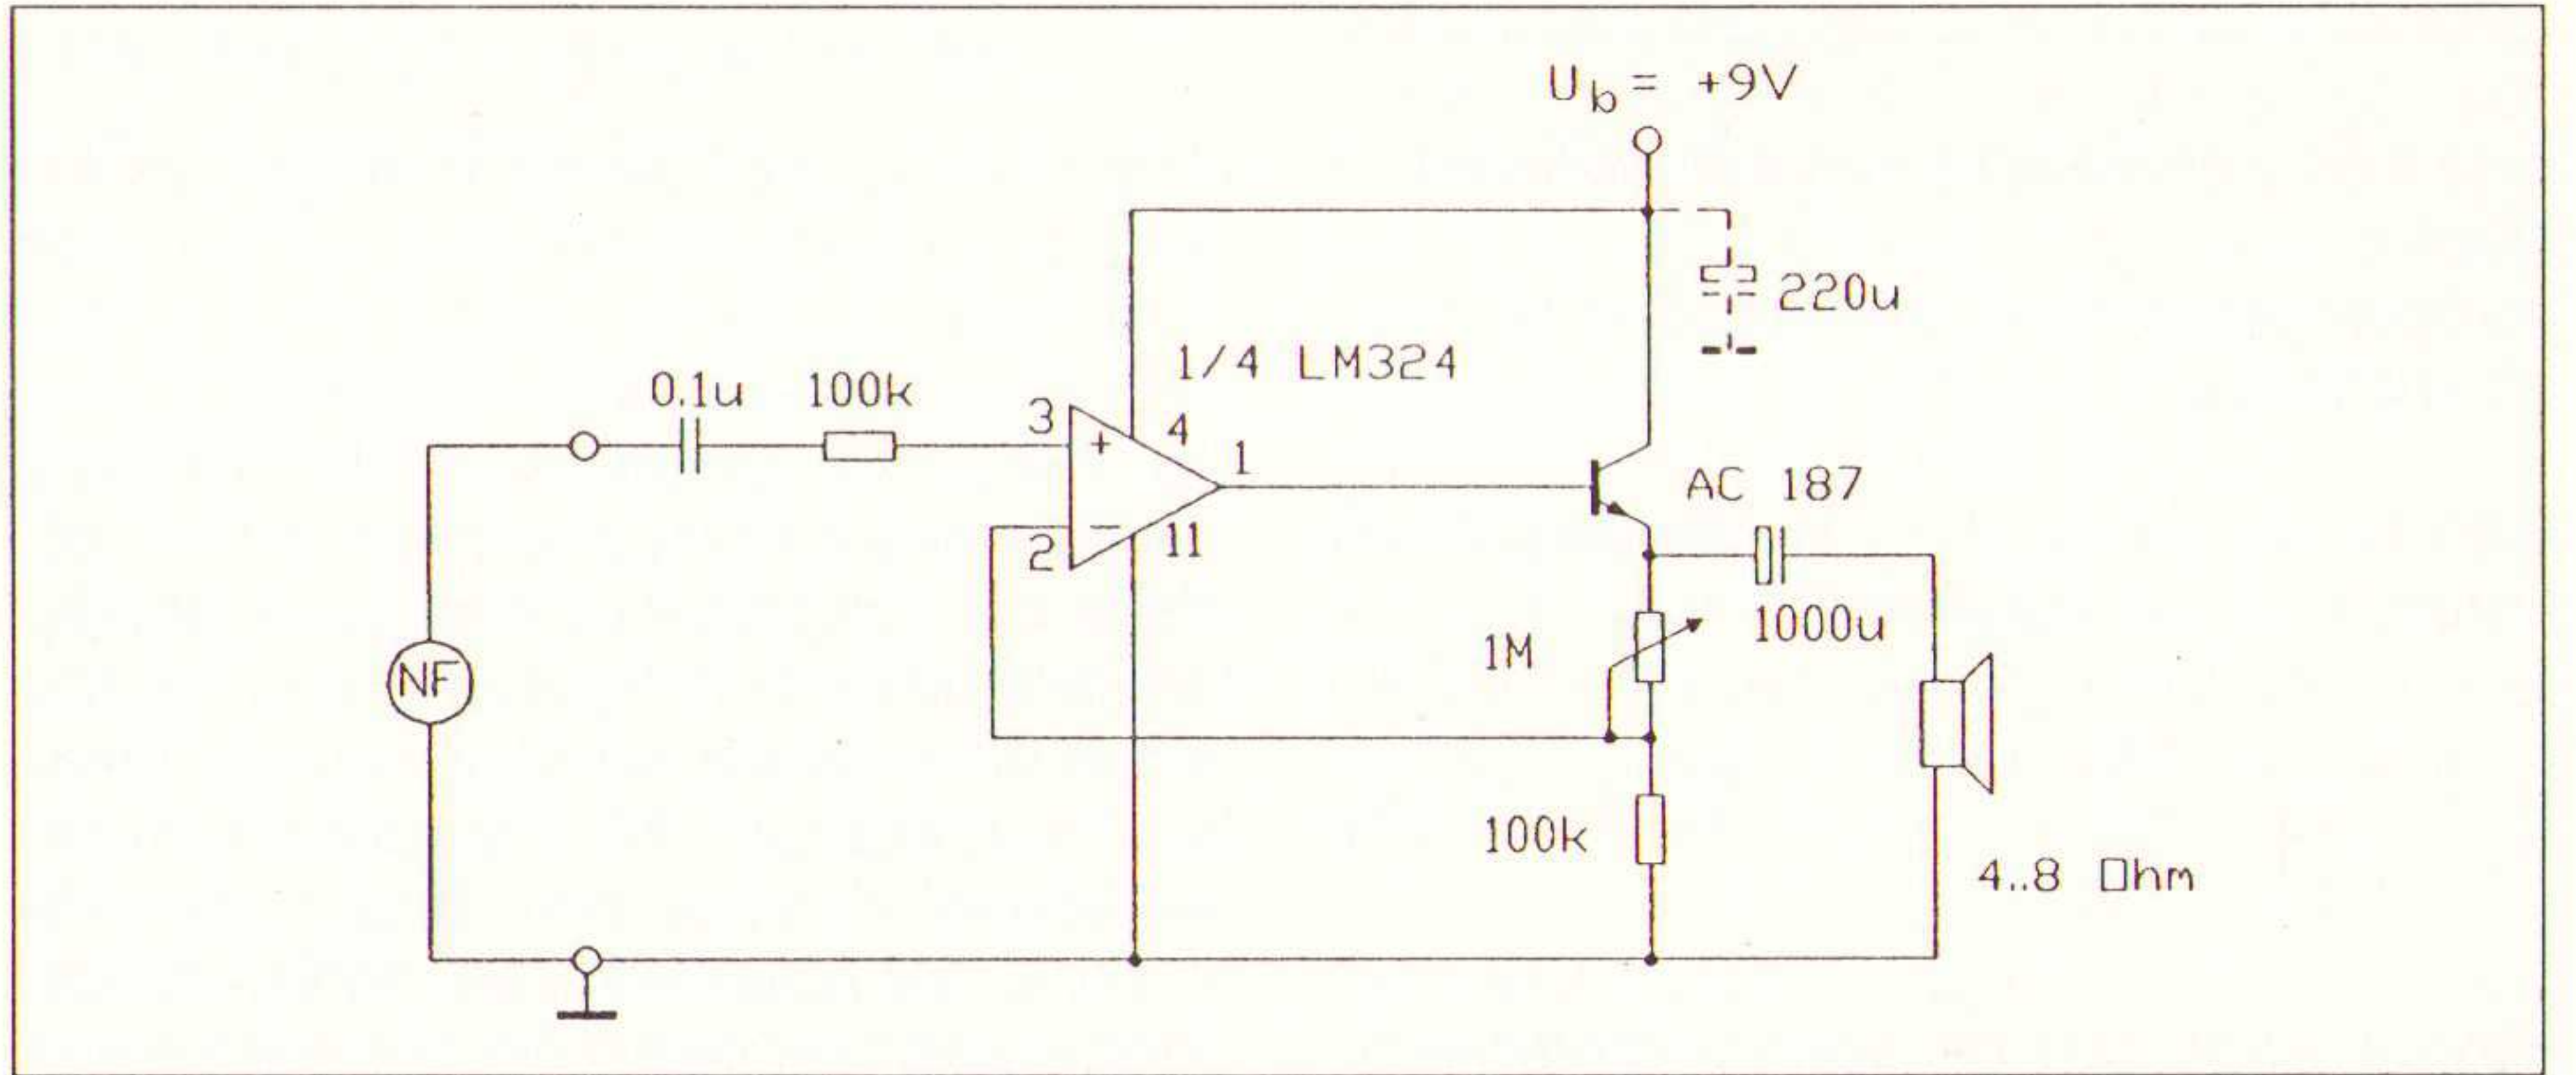 U_b = +9V
220u
1/4 LM324
0.1u
100k
3
+
4
1
AC 187
2
−
11
1000u
1M
NF
100k
4..8 Ohm